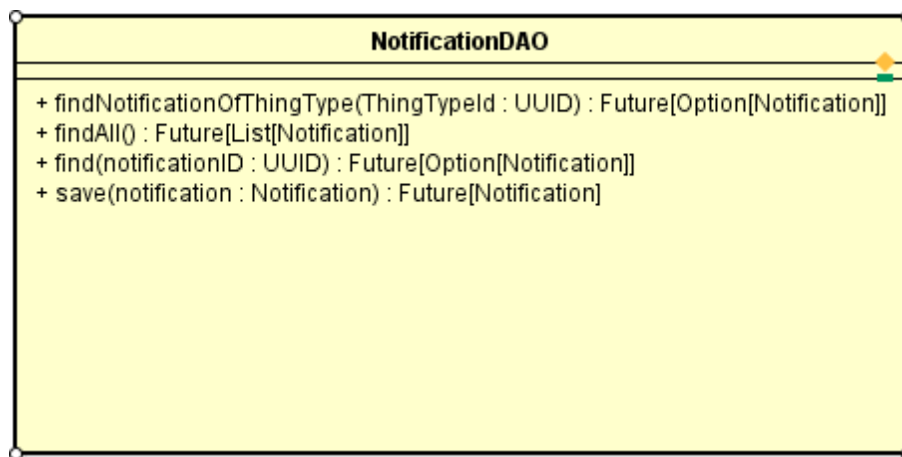 NotificationDAO
+ findNotificationOfThingType(ThingTypeId : UUID) : Future[Option[Notification]]
+ findAll() : Future[List[Notification]]
+ find(notificationID : UUID) : Future[Option[Notification]]
+ save(notification : Notification) : Future[Notification]